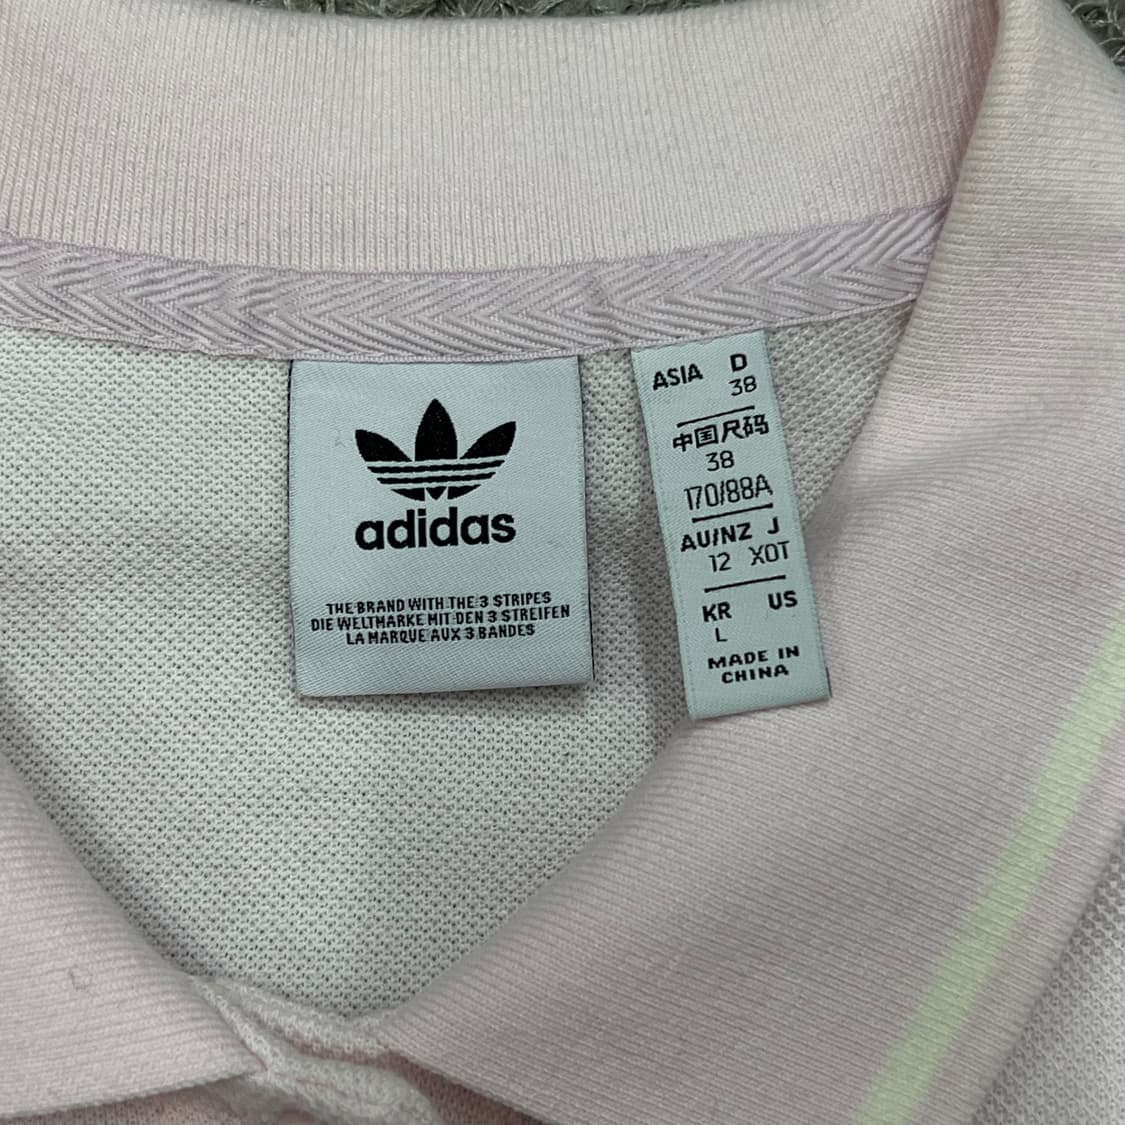 adidas
THE BRAND WITH THE 3 STRIPES
DIE WELTMARKE MIT DEN 3 STREIFEN
LA MARQUE AUX 3 BANDES
ASIA D
38
中国尺码
38
170/88A
AU/NZ J
12 XOT
KR US
L
MADE IN
CHINA